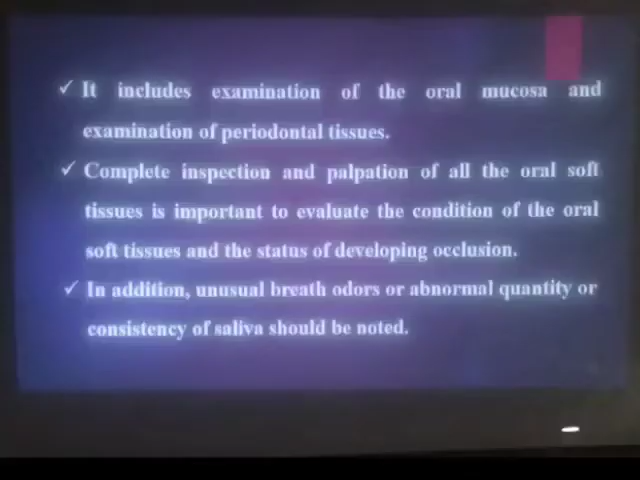 ✓ It includes examination of the oral mucosa and
examination of periodontal tissues.
✓ Complete inspection and palpation of all the oral soft
tissues is important to evaluate the condition of the oral
soft tissues and the status of developing occlusion.
✓ In addition, unusual breath odors or abnormal quantity or
consistency of saliva should be noted.